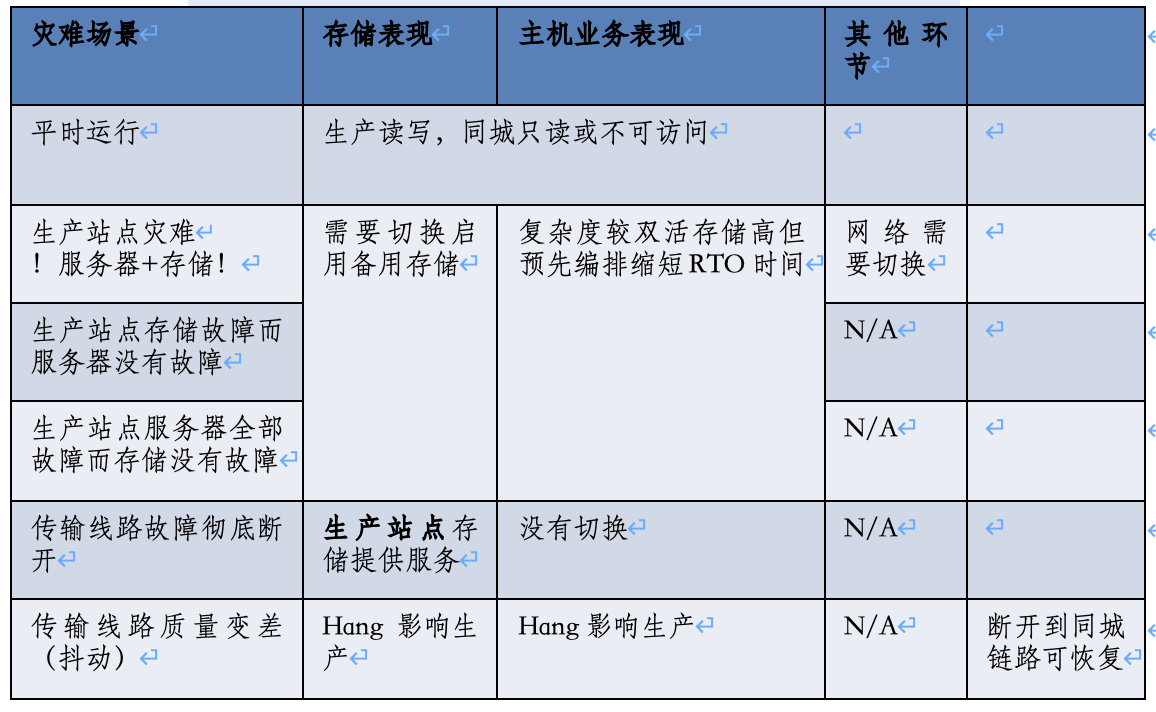 灾难场景
存储表现
主机业务表现
其他环
节
平时运行
生产读写，同城只读或不可访问
生产站点灾难
！服务器+存储！
需要切换启
用备用存储
复杂度较双活存储高但
预先编排缩短 RTO 时间
网络需
要切换
生产站点存储故障而
服务器没有故障
N/A
生产站点服务器全部
故障而存储没有故障
N/A
传输线路故障彻底断
开
生产站点存
储提供服务
没有切换
N/A
传输线路质量变差
（抖动）
Hang 影响生
产
Hang 影响生产
N/A
断开到同城
链路可恢复